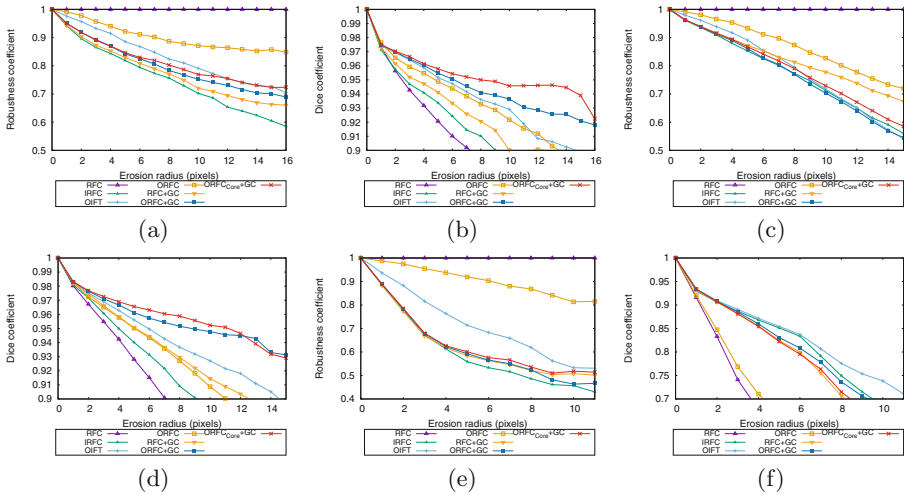 Robustness coefficient
1
0.9
0.8
0.7
0.6
0.5
0 2 4 6 8 10 12 14 16
Erosion radius (pixels)
RFC ORFC ORFCCore+GC
IRFC RFC+GC
OIFT ORFC+GC
(a)
Dice coefficient
1
0.99
0.98
0.97
0.96
0.95
0.94
0.93
0.92
0.91
0.9
0 2 4 6 8 10 12 14 16
Erosion radius (pixels)
RFC ORFC ORFCCore+GC
IRFC RFC+GC
OIFT ORFC+GC
(b)
Robustness coefficient
1
0.9
0.8
0.7
0.6
0.5
0 2 4 6 8 10 12 14 16
Erosion radius (pixels)
RFC ORFC ORFCCore+GC
IRFC RFC+GC
OIFT ORFC+GC
(c)
Dice coefficient
1
0.99
0.98
0.97
0.96
0.95
0.94
0.93
0.92
0.91
0.9
0 2 4 6 8 10 12 14
Erosion radius (pixels)
RFC ORFC ORFCCore+GC
IRFC RFC+GC
OIFT ORFC+GC
(d)
Robustness coefficient
1
0.9
0.8
0.7
0.6
0.5
0.4
0 2 4 6 8 10
Erosion radius (pixels)
RFC ORFC ORFCCore+GC
IRFC RFC+GC
OIFT ORFC+GC
(e)
Dice coefficient
1
0.95
0.9
0.85
0.8
0.75
0.7
0 2 4 6 8 10
Erosion radius (pixels)
RFC ORFC ORFCCore+GC
IRFC RFC+GC
OIFT ORFC+GC
(f)